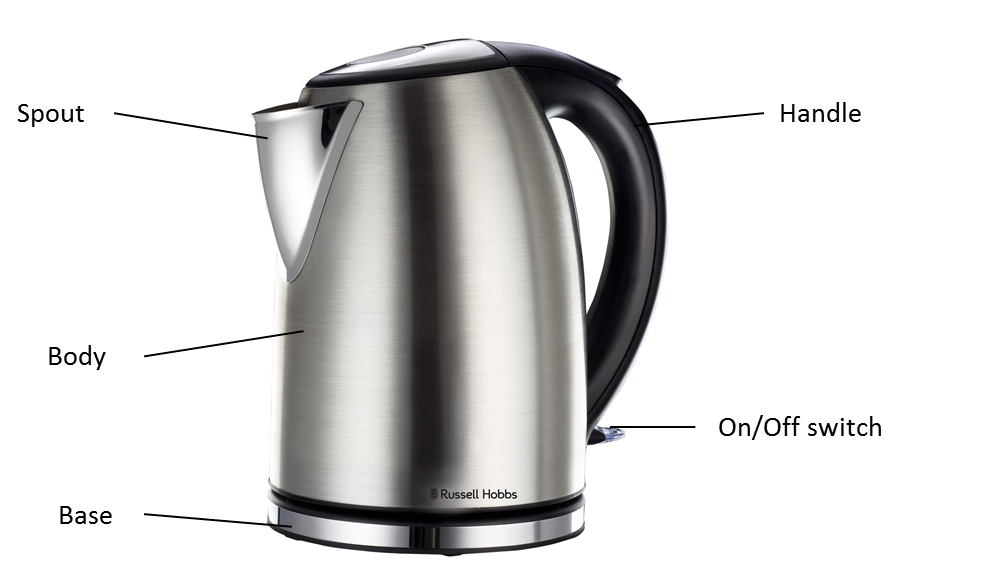 Spout
Handle
Body
On/Off switch
Russell Hobbs
Base